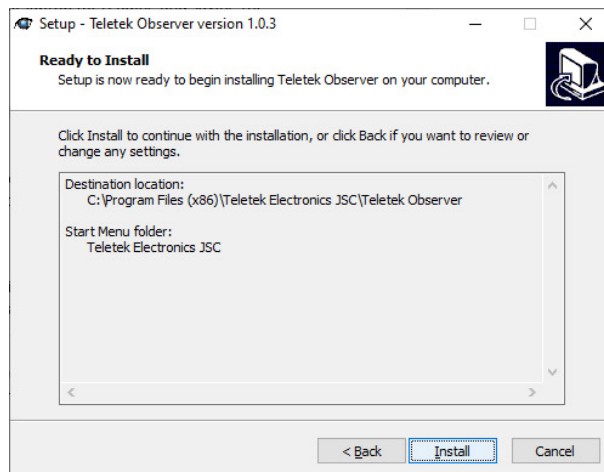 Setup - Teletek Observer version 1.0.3
Ready to Install
Setup is now ready to begin installing Teletek Observer on your computer.
Click Install to continue with the installation, or click Back if you want to review or
change any settings.
Destination location:
C:\Program Files (x86)\Teletek Electronics JSC\Teletek Observer
Start Menu folder:
Teletek Electronics JSC
< Back
Install
Cancel